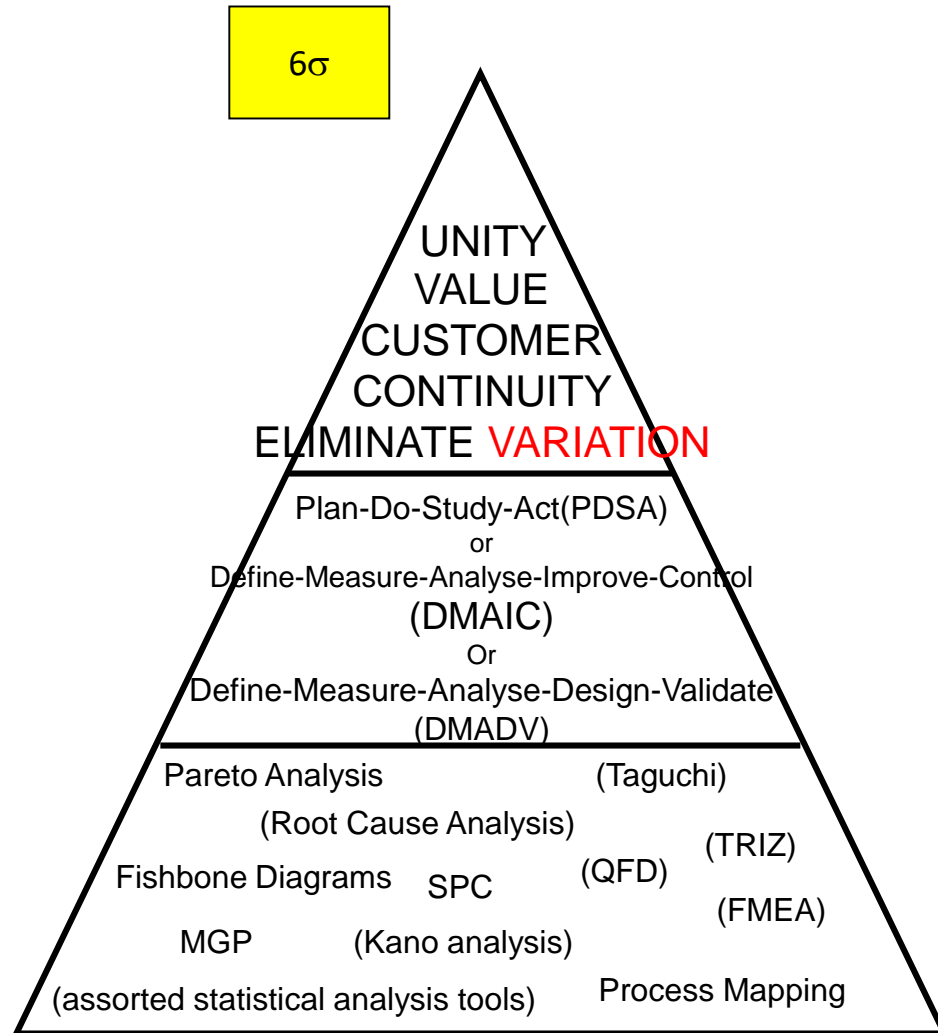 6σ
UNITY
VALUE
CUSTOMER
CONTINUITY
ELIMINATE VARIATION
Plan-Do-Study-Act(PDSA)
or
Define-Measure-Analyse-Improve-Control
(DMAIC)
Or
Define-Measure-Analyse-Design-Validate
(DMADV)
Pareto Analysis (Taguchi)
(Root Cause Analysis)
(TRIZ)
Fishbone Diagrams SPC (QFD)
(FMEA)
MGP (Kano analysis)
(assorted statistical analysis tools) Process Mapping